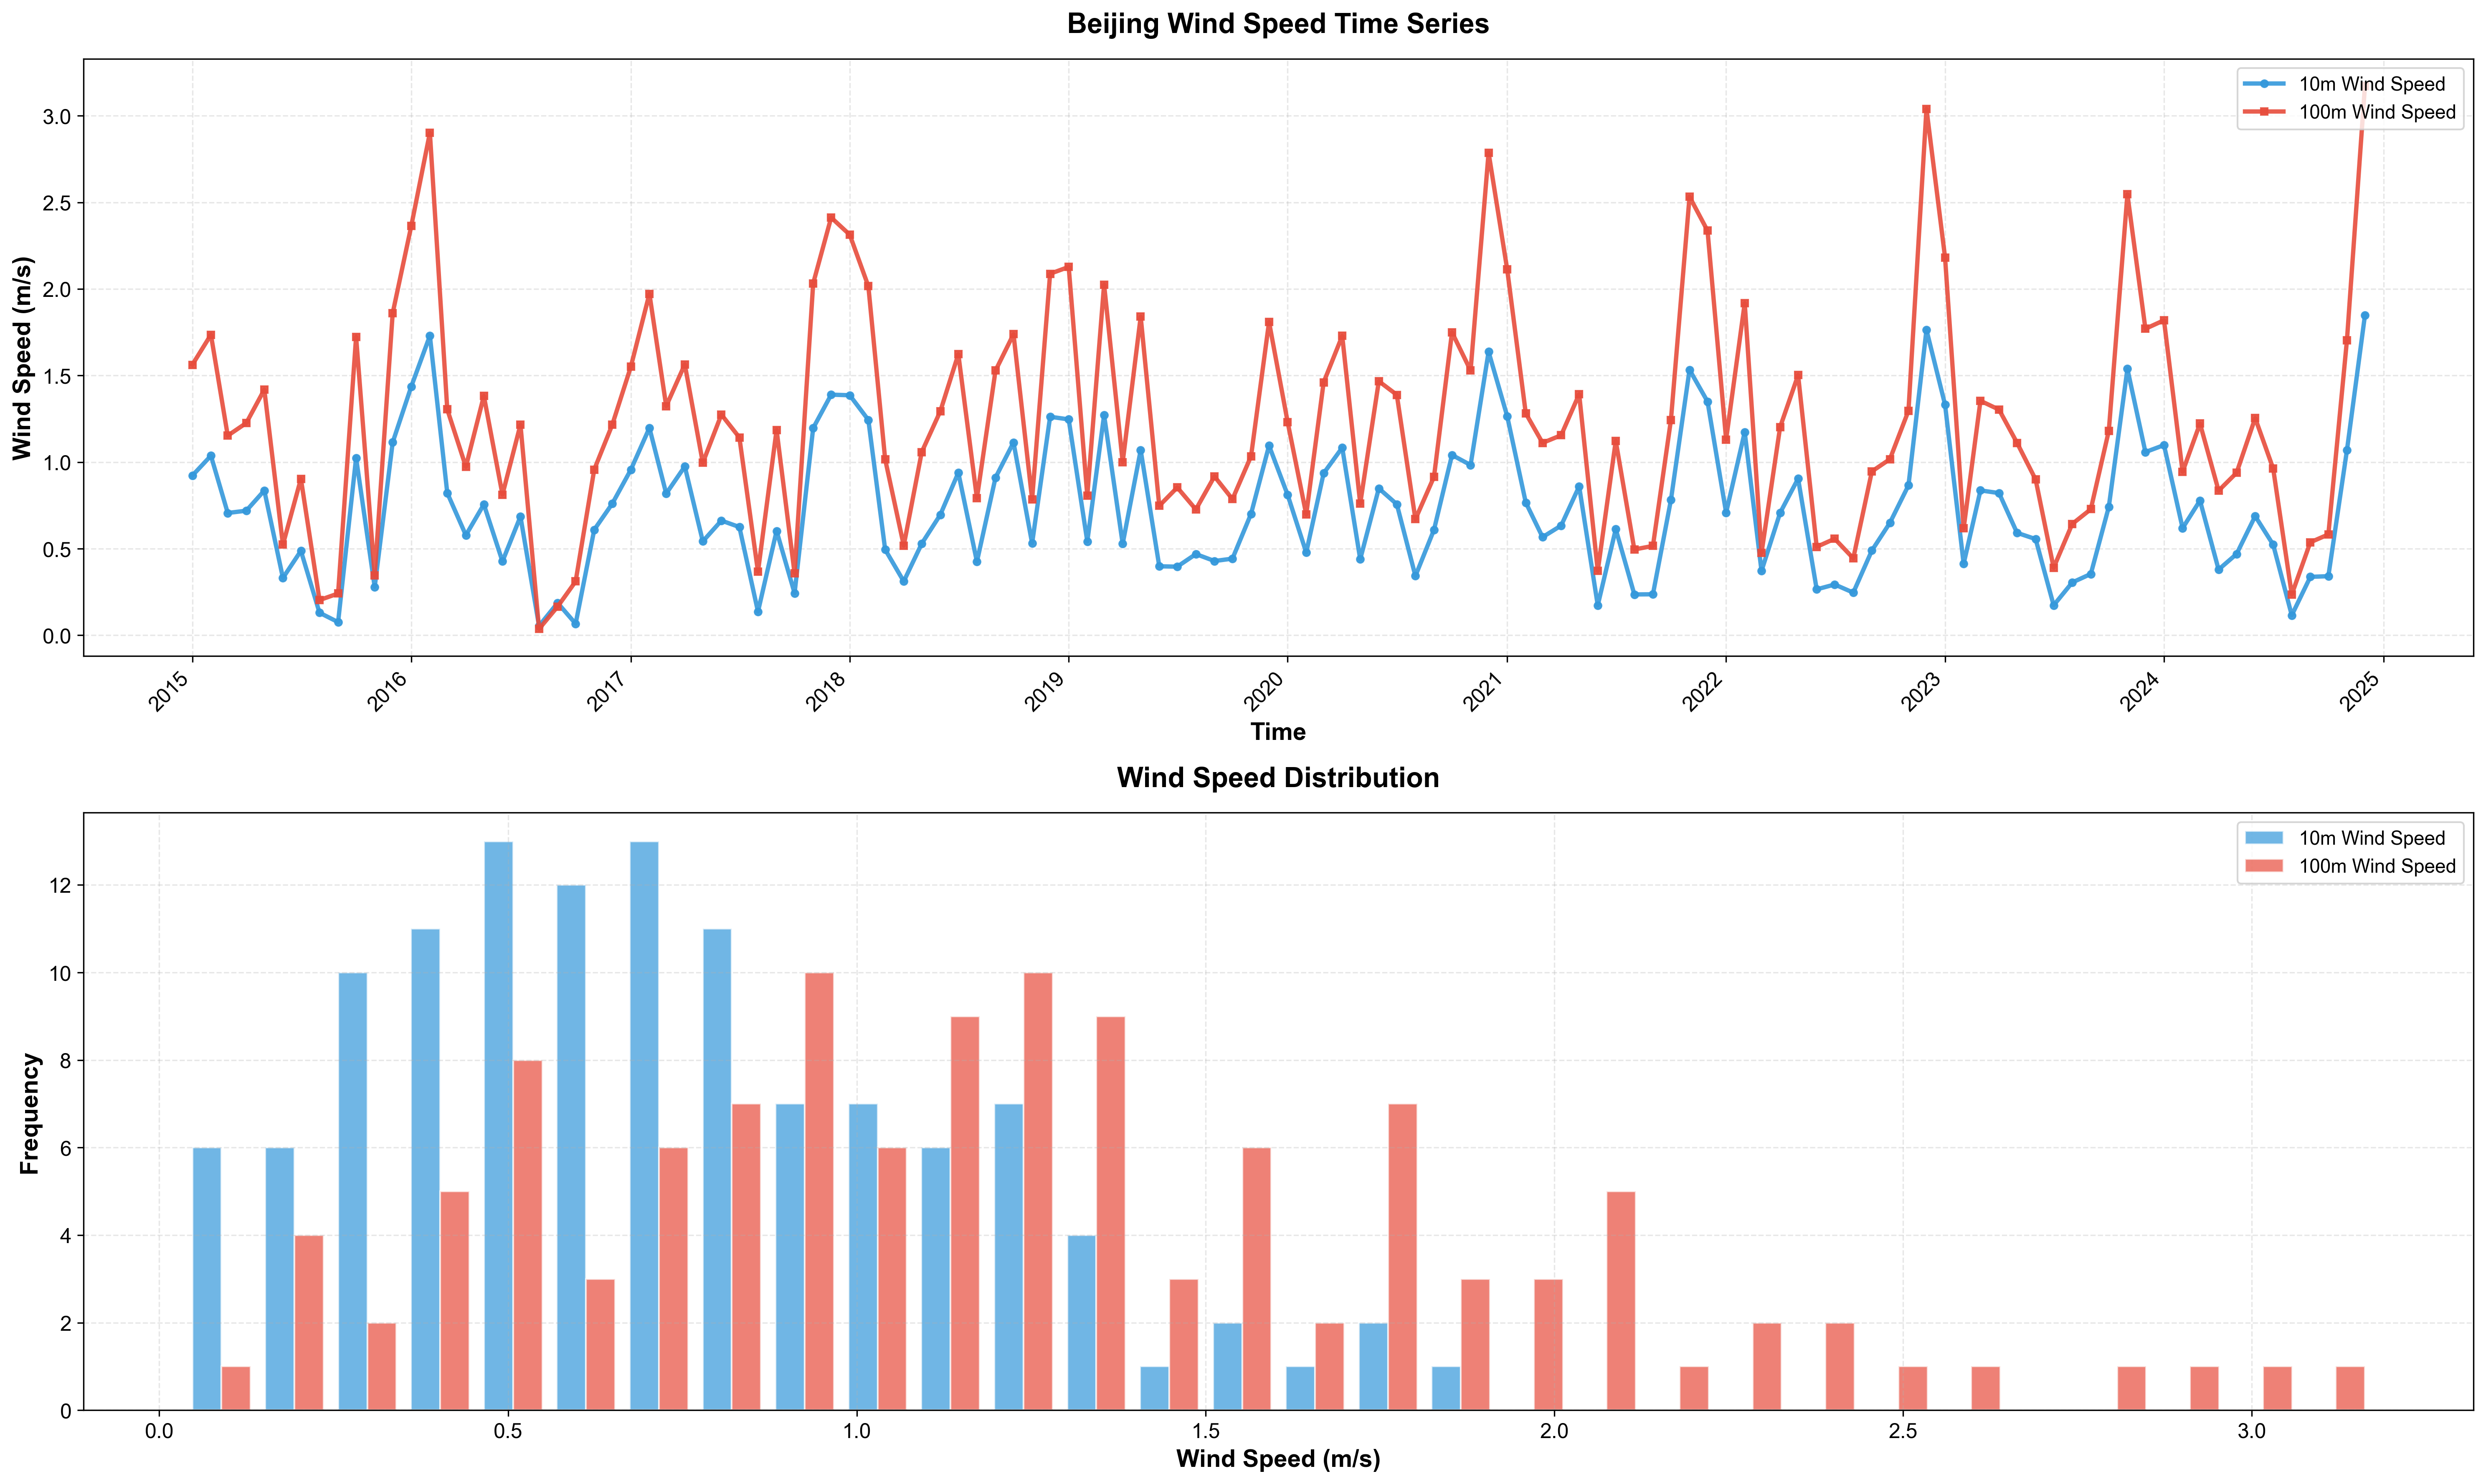 Beijing Wind Speed Time Series
Wind Speed (m/s)
3.0
2.5
2.0
1.5
1.0
0.5
0.0
10m Wind Speed
100m Wind Speed
2015 2016 2017 2018 2019 2020 2021 2022 2023 2024 2025
Time
Wind Speed Distribution
Frequency
12
10
8
6
4
2
0
10m Wind Speed
100m Wind Speed
0.0 0.5 1.0 1.5 2.0 2.5 3.0
Wind Speed (m/s)